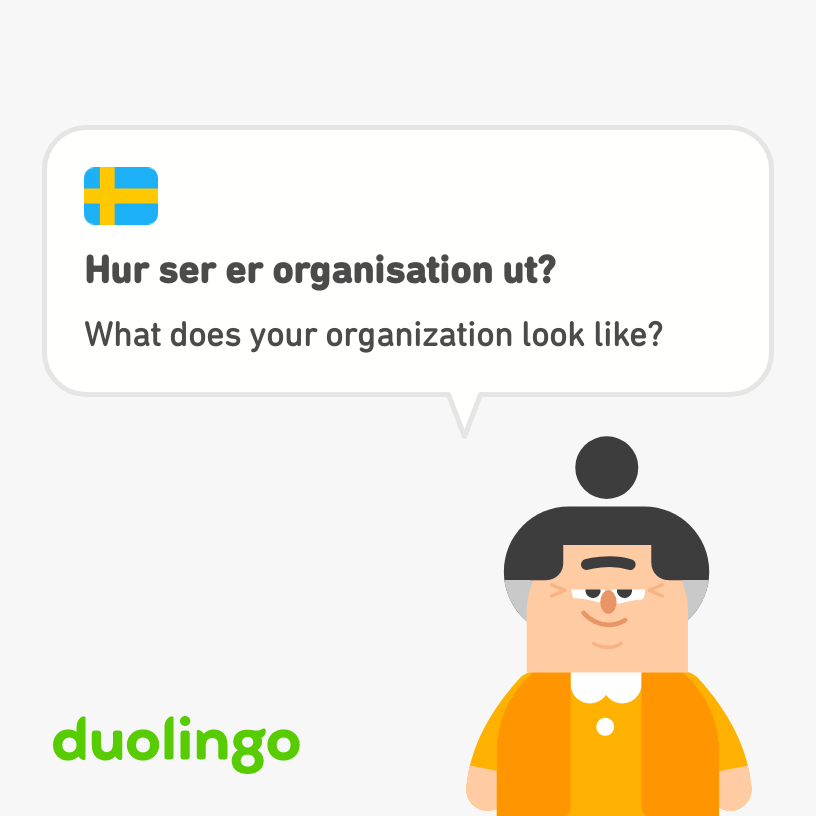 Hur ser er organisation ut?
What does your organization look like?
duolingo